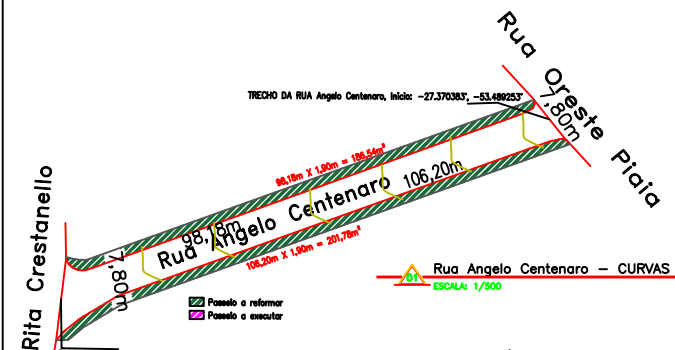 Rua Oreste Piaia
TRECHO DA RUA Angelo Centenaro, Inicio: -27.370383°, -53.489253°
7,80m
98,18m X 1,90m = 186,54m²
106,20m
98,18m
Rua Angelo Centenaro
106,20m X 1,90m = 201,78m²
7,80m
Rita Crestanello
01
Rua Angelo Centenaro - CURVAS
ESCALA: 1/500
Passeio a reformar
Passeio a executar